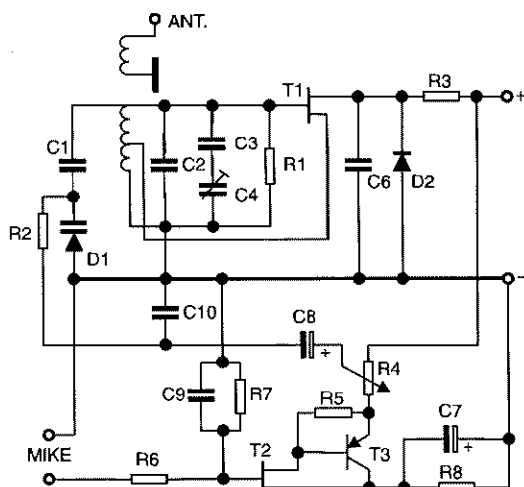 ANT.
T1
R3
+
C1
C2
C3
C4
R1
C6
D2
R2
D1
−
C10
C8
+
R4
C9
R7
R5
C7
+
MIKE
R6
T2
T3
R8